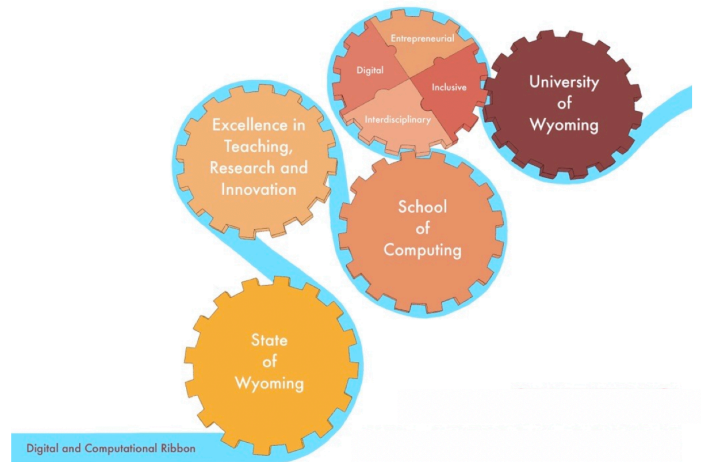 Entrepreneurial
Digital
Inclusive
Interdisciplinary
University
of
Wyoming
Excellence in
Teaching,
Research and
Innovation
School
of
Computing
State
of
Wyoming
Digital and Computational Ribbon